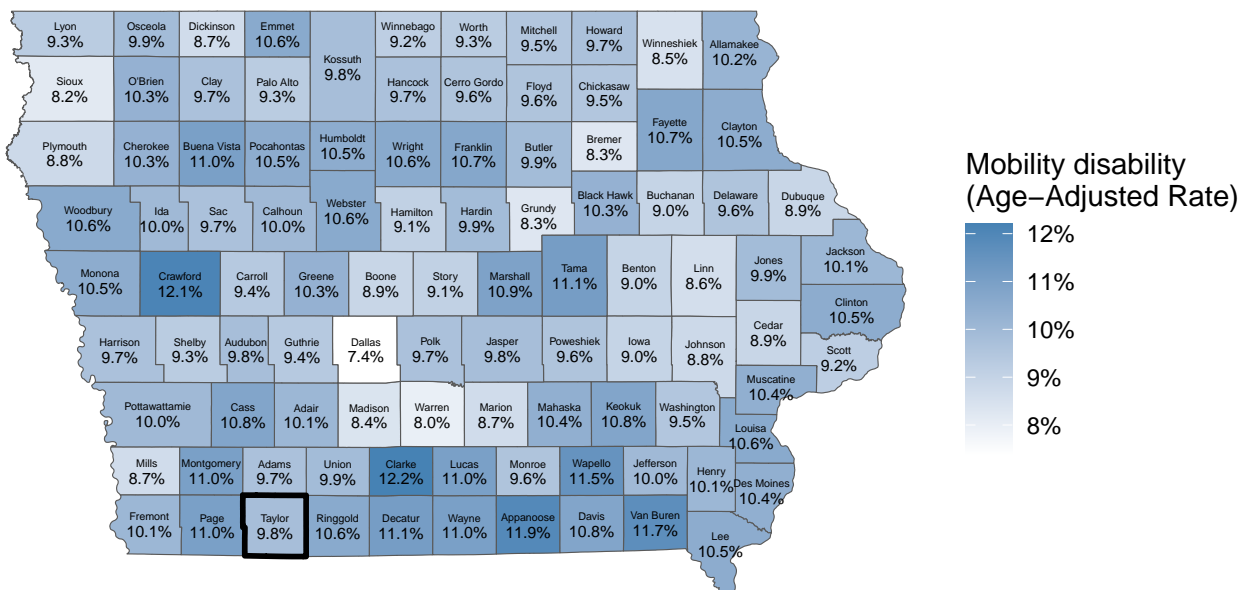 Lyon
9.3%
Osceola
9.9%
Dickinson
8.7%
Emmet
10.6%
Winnebago
9.2%
Worth
9.3%
Mitchell
9.5%
Howard
9.7%
Winneshiek
8.5%
Allamakee
10.2%
Kossuth
9.8%
Sioux
8.2%
O'Brien
10.3%
Clay
9.7%
Palo Alto
9.3%
Hancock
9.7%
Cerro Gordo
9.6%
Floyd
9.6%
Chickasaw
9.5%
Fayette
10.7%
Clayton
10.5%
Plymouth
8.8%
Cherokee
10.3%
Buena Vista
11.0%
Pocahontas
10.5%
Humboldt
10.5%
Wright
10.6%
Franklin
10.7%
Butler
9.9%
Bremer
8.3%
Woodbury
10.6%
Ida
10.0%
Sac
9.7%
Calhoun
10.0%
Webster
10.6%
Hamilton
9.1%
Hardin
9.9%
Grundy
8.3%
Black Hawk
10.3%
Buchanan
9.0%
Delaware
9.6%
Dubuque
8.9%
Monona
10.5%
Crawford
12.1%
Carroll
9.4%
Greene
10.3%
Boone
8.9%
Story
9.1%
Marshall
10.9%
Tama
11.1%
Benton
9.0%
Linn
8.6%
Jones
9.9%
Jackson
10.1%
Clinton
10.5%
Harrison
9.7%
Shelby
9.3%
Audubon
9.8%
Guthrie
9.4%
Dallas
7.4%
Polk
9.7%
Jasper
9.8%
Poweshiek
9.6%
Iowa
9.0%
Johnson
8.8%
Cedar
8.9%
Scott
9.2%
Muscatine
10.4%
Pottawattamie
10.0%
Cass
10.8%
Adair
10.1%
Madison
8.4%
Warren
8.0%
Marion
8.7%
Mahaska
10.4%
Keokuk
10.8%
Washington
9.5%
Louisa
10.6%
Mills
8.7%
Montgomery
11.0%
Adams
9.7%
Union
9.9%
Clarke
12.2%
Lucas
11.0%
Monroe
9.6%
Wapello
11.5%
Jefferson
10.0%
Henry
10.1%
Des Moines
10.4%
Fremont
10.1%
Page
11.0%
Taylor
9.8%
Ringgold
10.6%
Decatur
11.1%
Wayne
11.0%
Appanoose
11.9%
Davis
10.8%
Van Buren
11.7%
Lee
10.5%
Mobility disability
(Age−Adjusted Rate)
12%
11%
10%
9%
8%